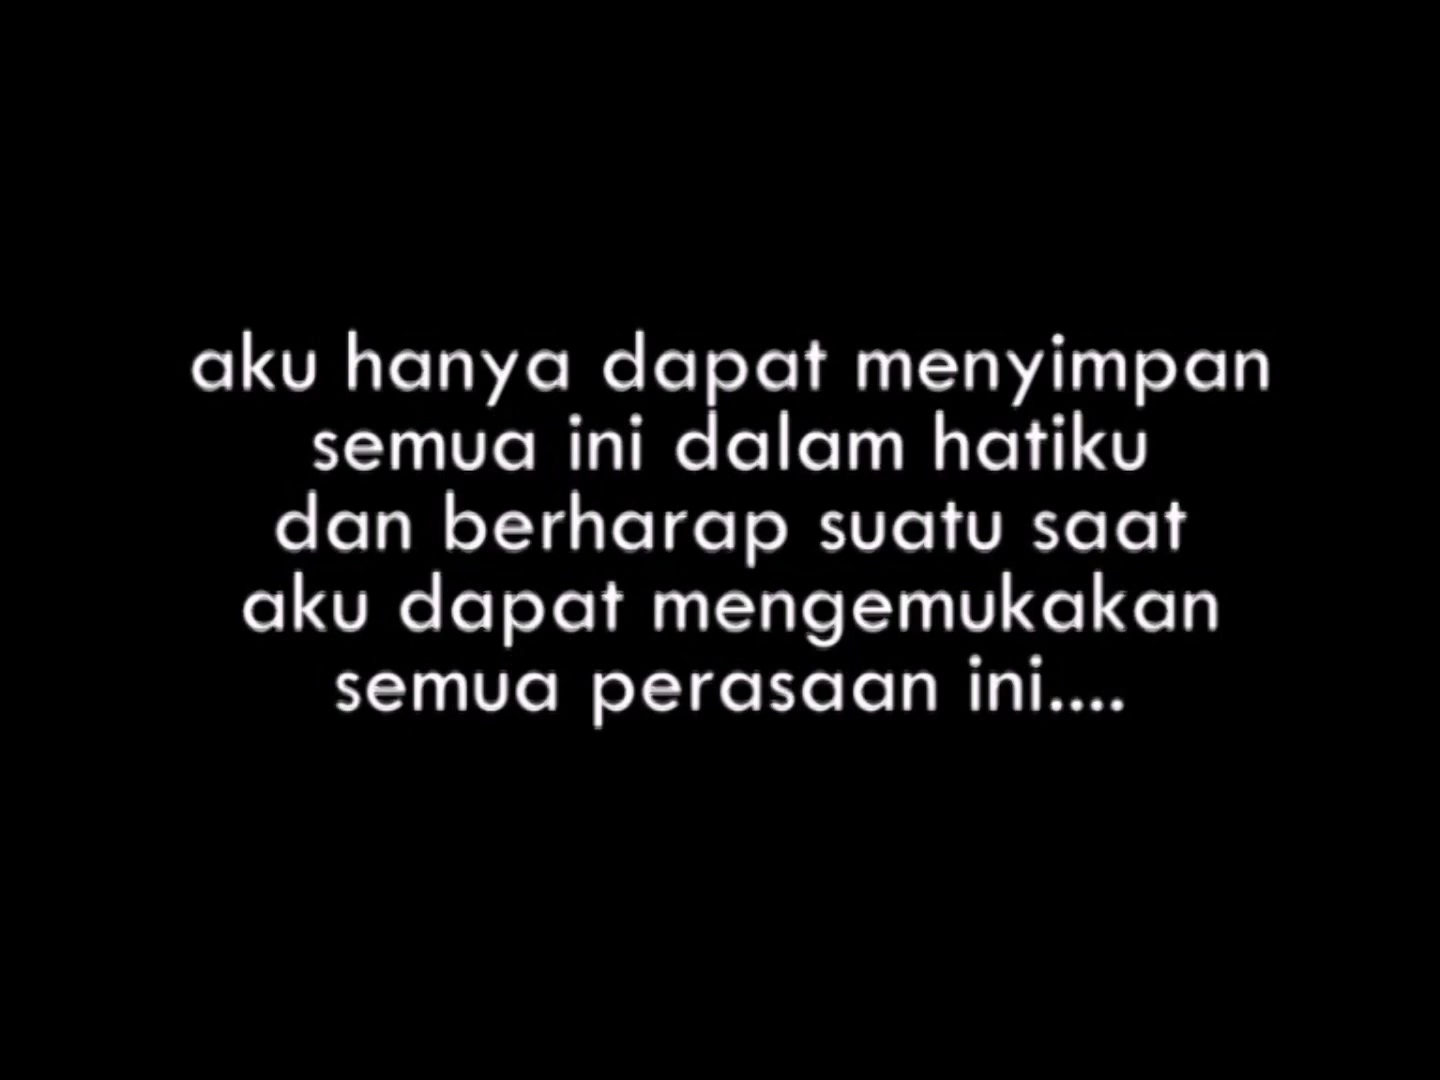 aku hanya dapat menyimpan
semua ini dalam hatiku
dan berharap suatu saat
aku dapat mengemukakan
semua perasaan ini....